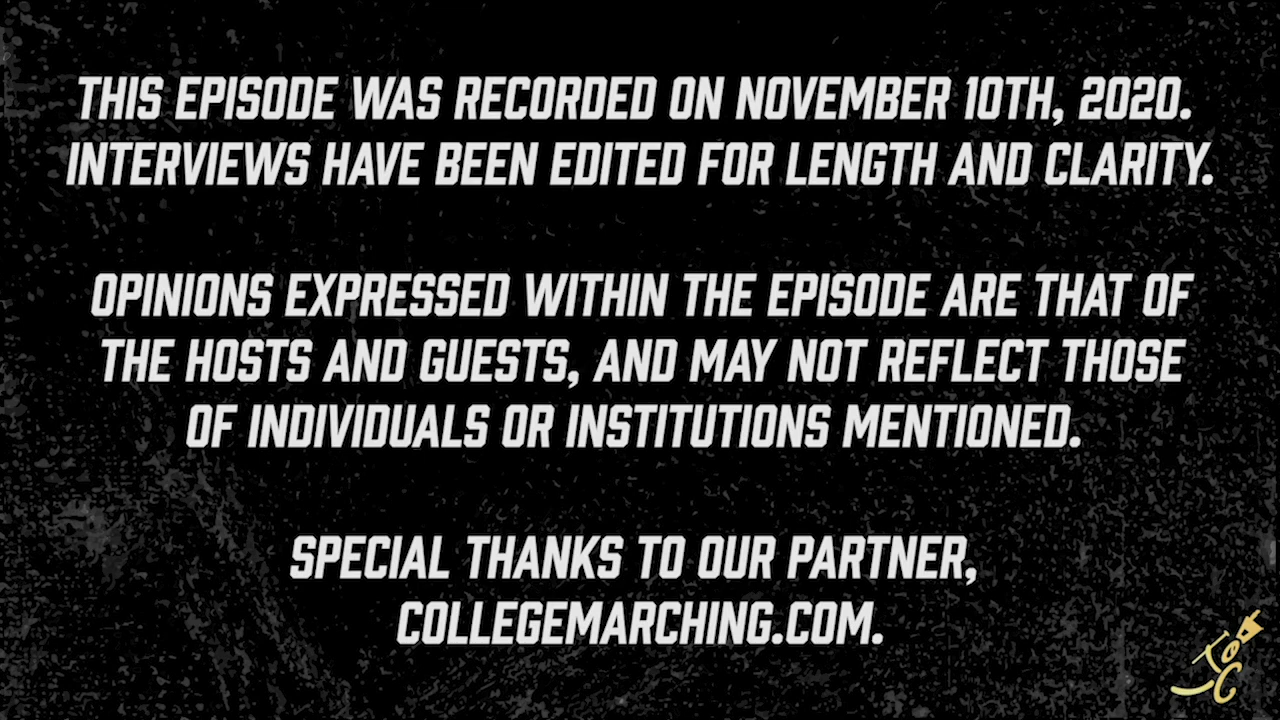 THIS EPISODE WAS RECORDED ON NOVEMBER 10TH, 2020.
INTERVIEWS HAVE BEEN EDITED FOR LENGTH AND CLARITY.
OPINIONS EXPRESSED WITHIN THE EPISODE ARE THAT OF
THE HOSTS AND GUESTS, AND MAY NOT REFLECT THOSE
OF INDIVIDUALS OR INSTITUTIONS MENTIONED.
SPECIAL THANKS TO OUR PARTNER,
COLLEGEMARCHING.COM.